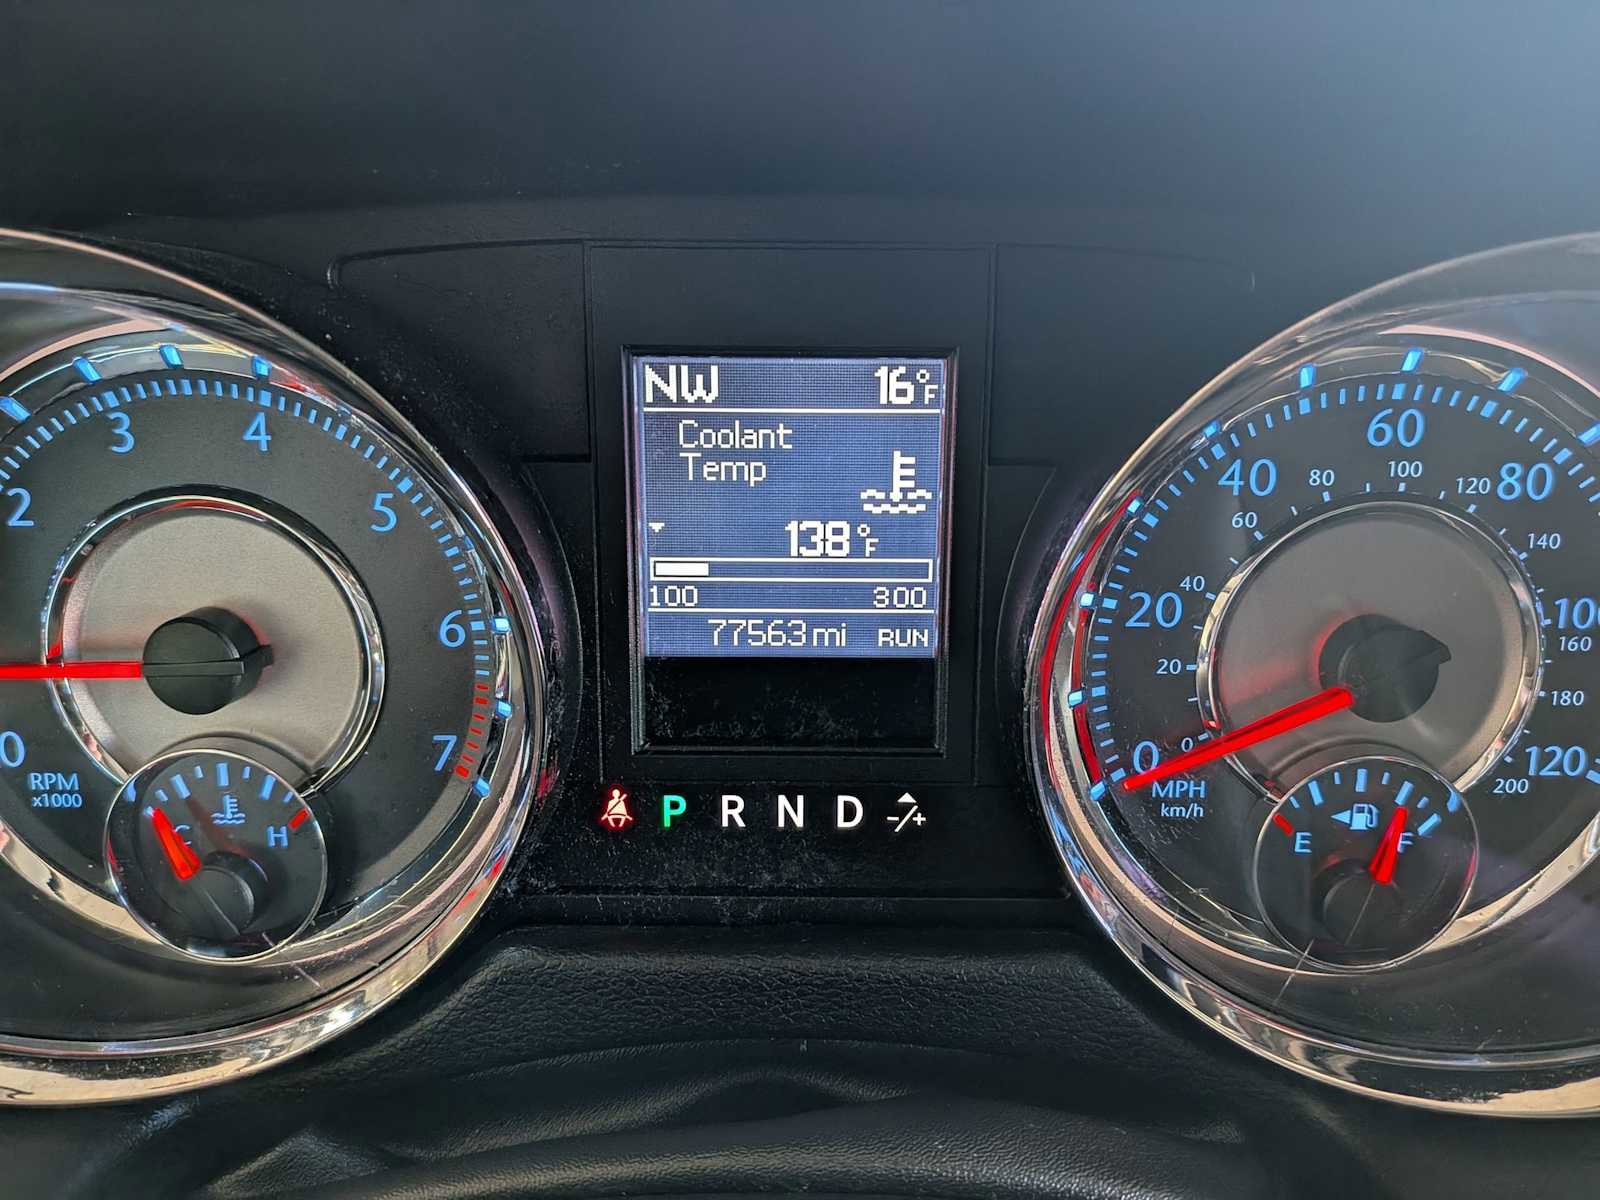 NW 16°F
Coolant
Temp
138°F
100 300
77563 mi RUN
P R N D -/+
0 2 3 4 5 6 7
RPM
x1000
C H
0 20 40 60 80 100 120
0 20 40 60 80 100 120 140 160 180 200
MPH
km/h
E F